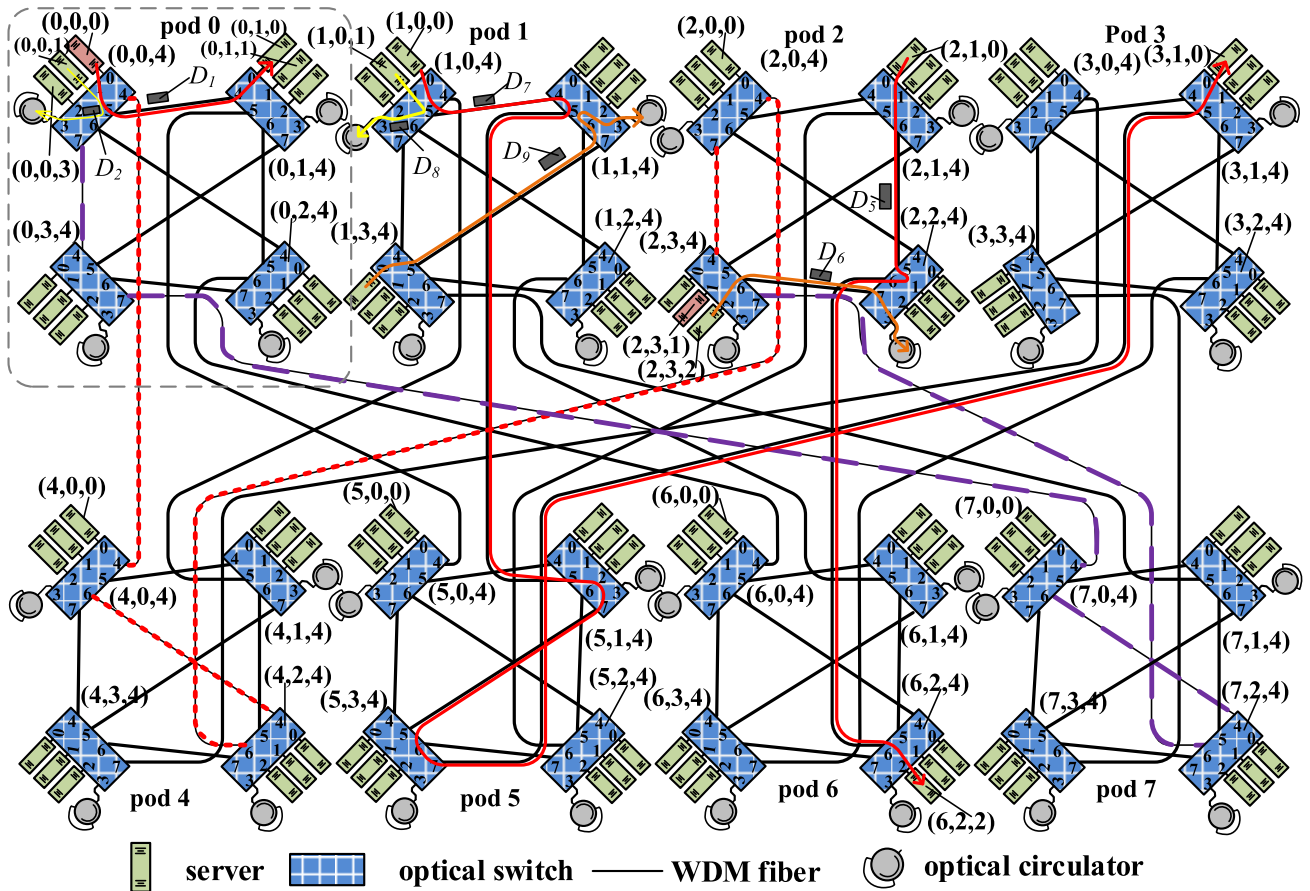 (0,0,0)
pod 0
(0,1,0)
(0,0,1)
(0,0,4)
(0,1,1)
D1
D2
(0,0,3)
(0,1,4)
(0,3,4)
(0,2,4)
(1,0,0)
pod 1
(1,0,1)
(1,0,4)
D7
D8
D9
(1,1,4)
(1,3,4)
(1,2,4)
(2,0,0)
pod 2
(2,0,4)
(2,1,0)
(2,1,4)
D5
(2,3,4)
D6
(2,2,4)
(2,3,1)
(2,3,2)
Pod 3
(3,0,4)
(3,1,0)
(3,1,4)
(3,3,4)
(3,2,4)
(4,0,0)
(4,0,4)
(4,1,4)
(4,3,4)
(4,2,4)
pod 4
(5,0,0)
(5,0,4)
(5,1,4)
(5,3,4)
(5,2,4)
pod 5
(6,0,0)
(6,0,4)
(6,1,4)
(6,3,4)
(6,2,4)
pod 6
(6,2,2)
(7,0,0)
(7,0,4)
(7,1,4)
(7,3,4)
(7,2,4)
pod 7
server
optical switch
WDM fiber
optical circulator